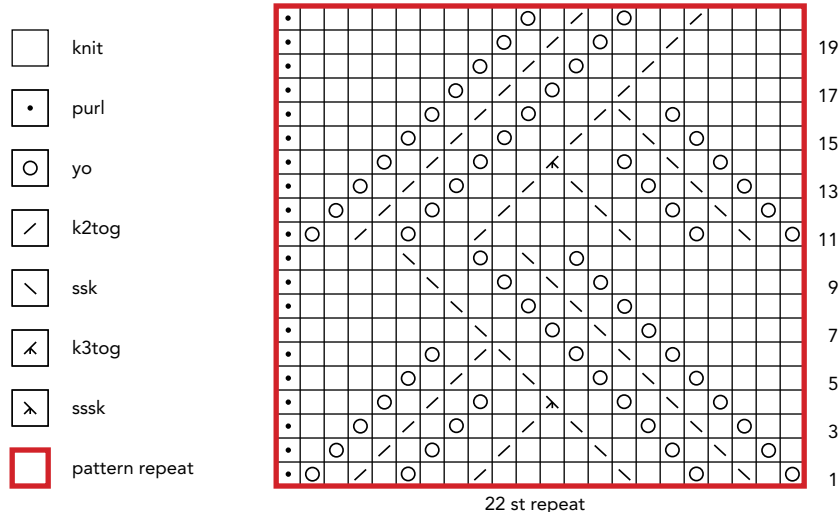 knit
purl
yo
k2tog
ssk
k3tog
sssk
pattern repeat
19
17
15
13
11
9
7
5
3
1
22 st repeat